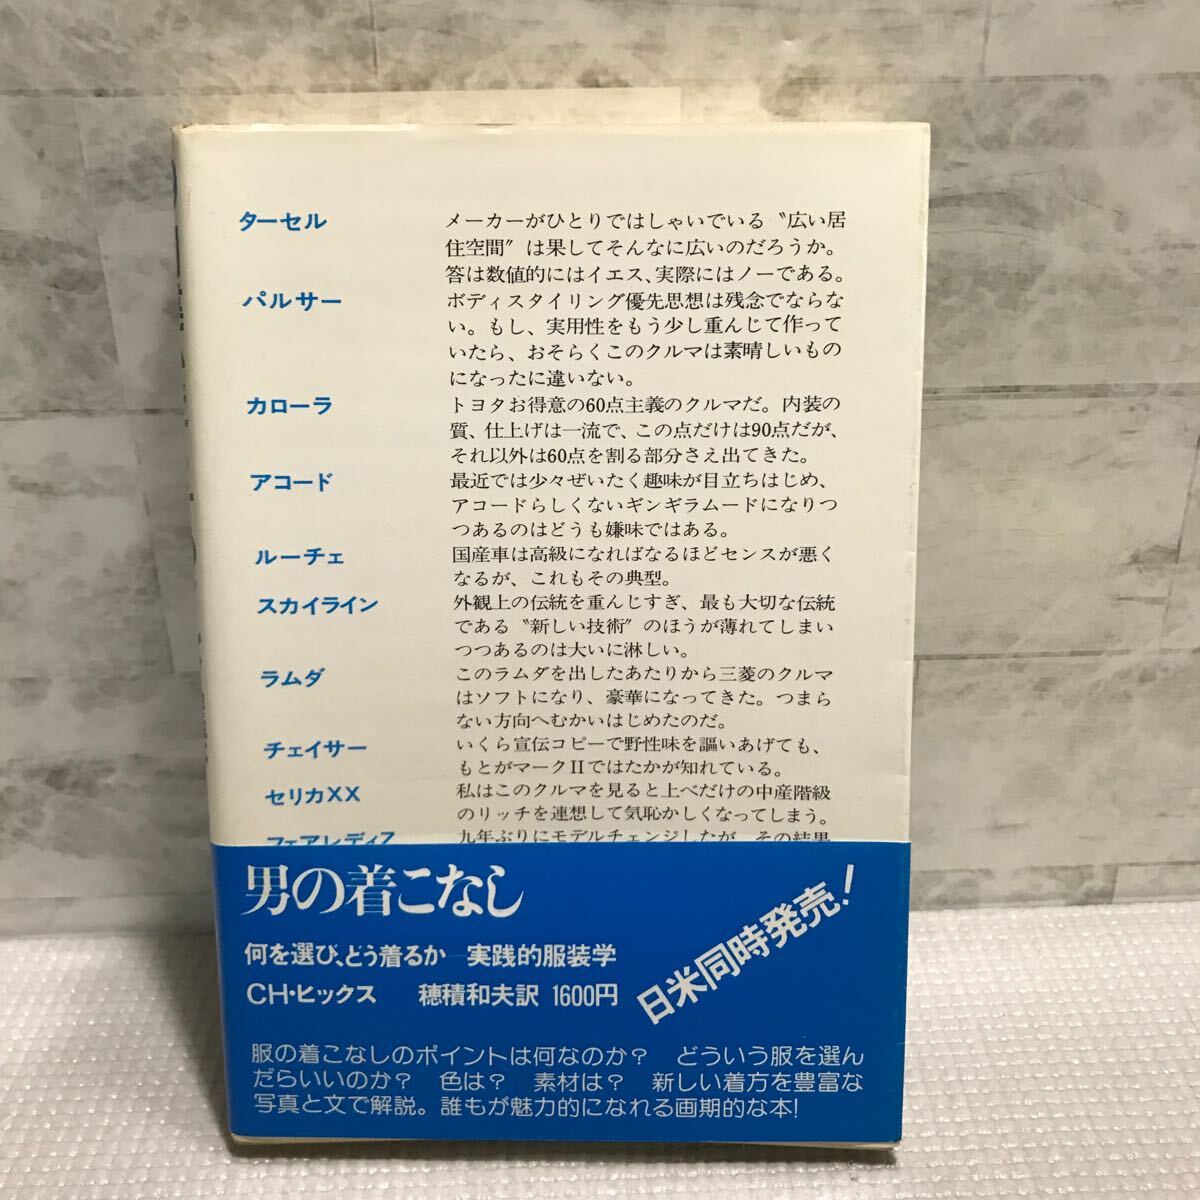 ターセル
メーカーがひとりではしゃいでいる〝広い居
住空間〟は果してそんなに広いのだろうか。
答は数値的にはイエス、実際にはノーである。
パルサー
ボディスタイリング優先思想は残念でならな
い。もし、実用性をもう少し重んじて作って
いたら、おそらくこのクルマは素晴しいもの
になったに違いない。
カローラ
トヨタお得意の60点主義のクルマだ。内装の
質、仕上げは一流で、この点だけは90点だが、
それ以外は60点を割る部分さえ出てきた。
アコード
最近では少々ぜいたく趣味が目立ちはじめ、
アコードらしくないギンギラムードになりつ
つあるのはどうも嫌味ではある。
ルーチェ
国産車は高級になればなるほどセンスが悪く
なるが、これもその典型。
スカイライン
外観上の伝統を重んじすぎ、最も大切な伝統
である〝新しい技術〟のほうが薄れてしまい
つつあるのは大いに淋しい。
ラムダ
このラムダを出したあたりから三菱のクルマ
はソフトになり、豪華になってきた。つまら
ない方向へむかいはじめたのだ。
チェイサー
いくら宣伝コピーで野性味を謳いあげても、
もとがマークIIではたかが知れている。
セリカXX
私はこのクルマを見ると上べだけの中産階級
のリッチを連想して気恥かしくなってしまう。
フェアレディZ
九年ぶりにモデルチェンジしたが、その結果
男の着こなし
何を選び、どう着るか―実践的服装学
CH・ヒックス 穂積和夫訳 1600円
日米同時発売!
服の着こなしのポイントは何なのか? どういう服を選ん
だらいいのか? 色は? 素材は? 新しい着方を豊富な
写真と文で解説。誰もが魅力的になれる画期的な本!